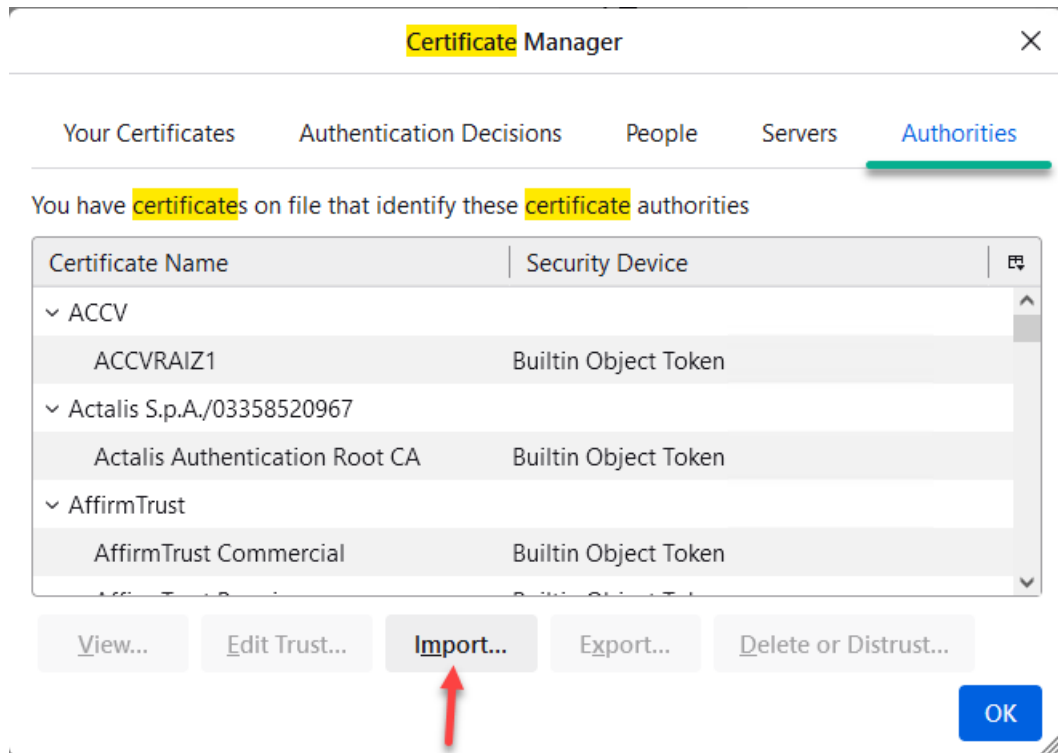 Certificate Manager
Your Certificates Authentication Decisions People Servers Authorities
You have certificates on file that identify these certificate authorities
Certificate Name Security Device
ACCV
ACCVRAIZ1 Builtin Object Token
Actalis S.p.A./03358520967
Actalis Authentication Root CA Builtin Object Token
AffirmTrust
AffirmTrust Commercial Builtin Object Token
View... Edit Trust... Import... Export... Delete or Distrust...
OK